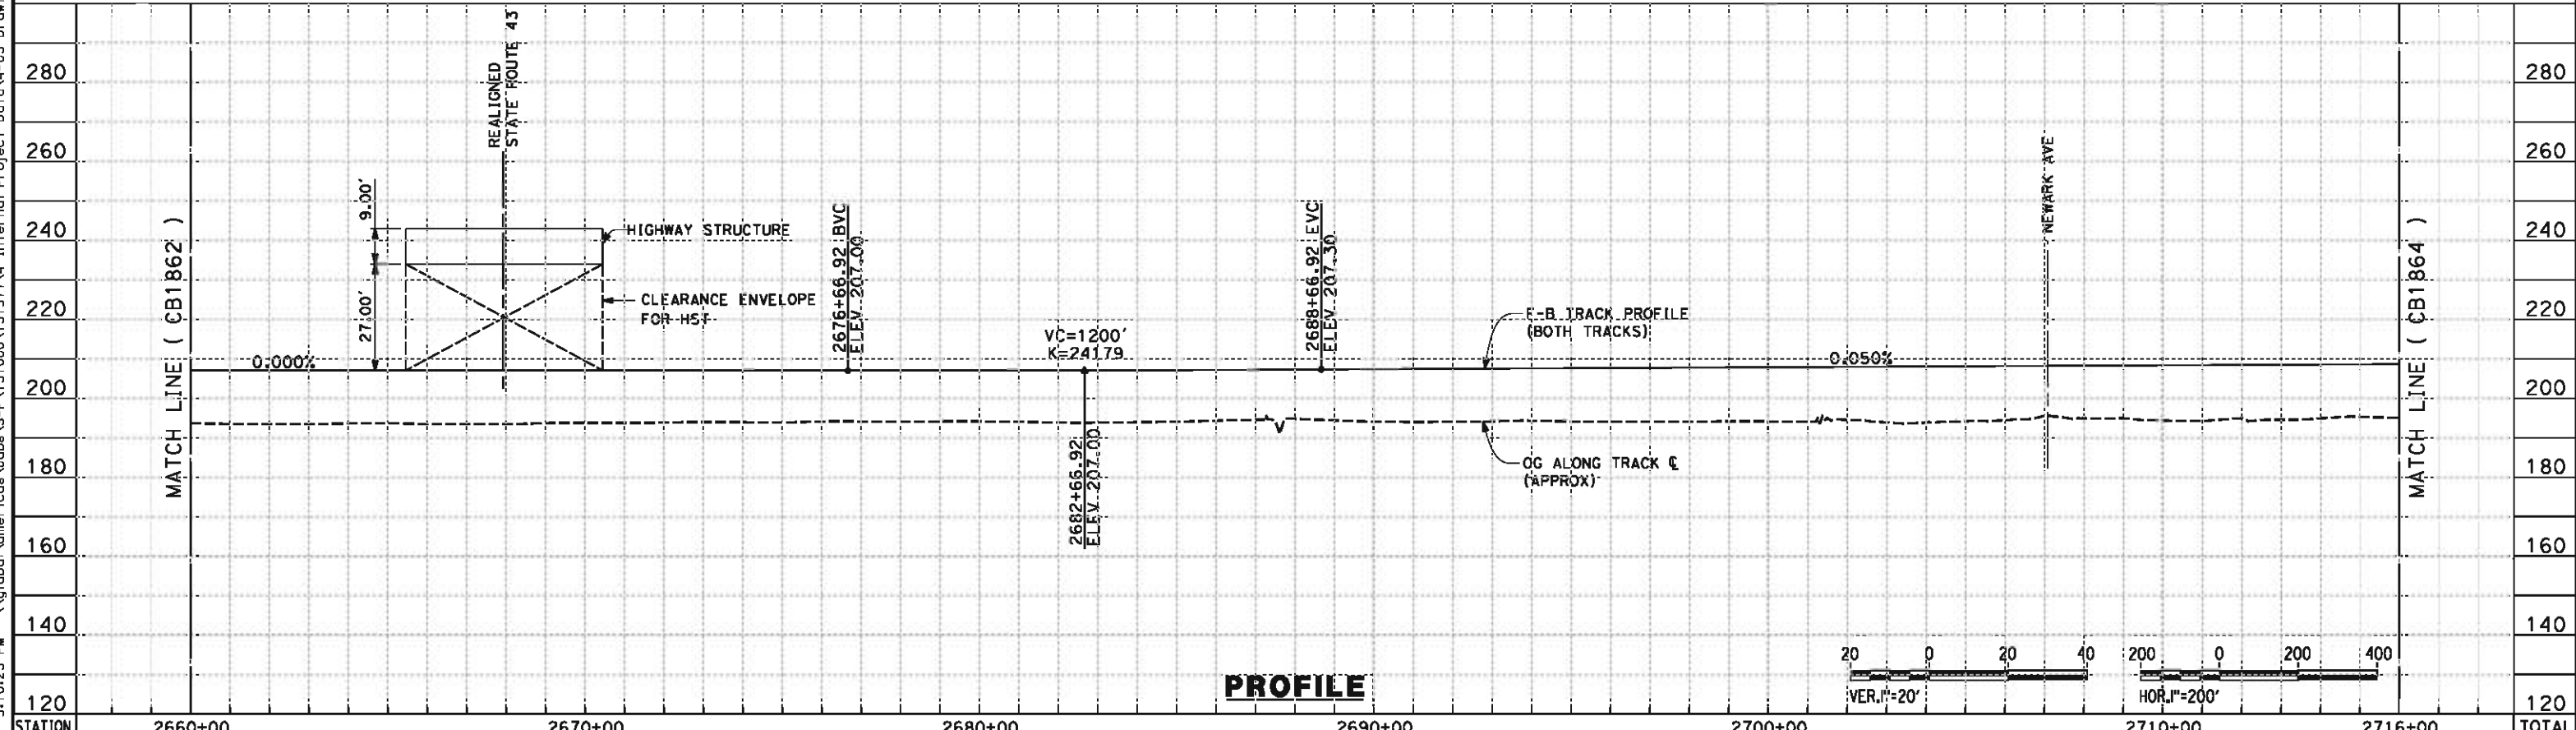 REALIGNED
STATE ROUTE 43
280
260
240
220
200
180
160
140
120
MATCH LINE ( CB1862 )
0.000%
9.00'
27.00'
HIGHWAY STRUCTURE
CLEARANCE ENVELOPE
FOR HST
2676+66.92 BVC
ELEV 207.00
VC=1200'
K=24179
2682+66.92
ELEV 207.00
2688+66.92 EVC
ELEV 207.30
F-B TRACK PROFILE
(BOTH TRACKS)
OG ALONG TRACK ℄
(APPROX)
0.050%
NEWARK AVE
MATCH LINE ( CB1864 )
280
260
240
220
200
180
160
140
120
PROFILE
20 0 20 40
VER.1"=20'
200 0 200 400
HOR.1"=200'
STATION 2660+00 2670+00 2680+00 2690+00 2700+00 2710+00 2716+00 TOTAL